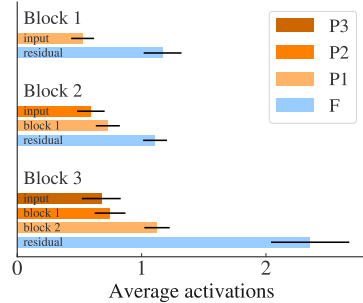 Block 1
input
residual
Block 2
input
block 1
residual
Block 3
input
block 1
block 2
residual
P3
P2
P1
F
0 1 2
Average activations